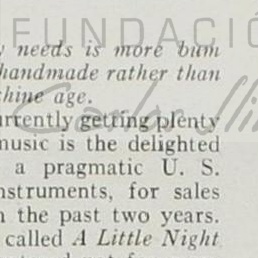 FUNDACIÓ
needs is more bum
handmade rather than
chine age.
urrently getting plenty
music is the delighted
a pragmatic U. S.
nstruments, for sales
n the past two years.
called A Little Night